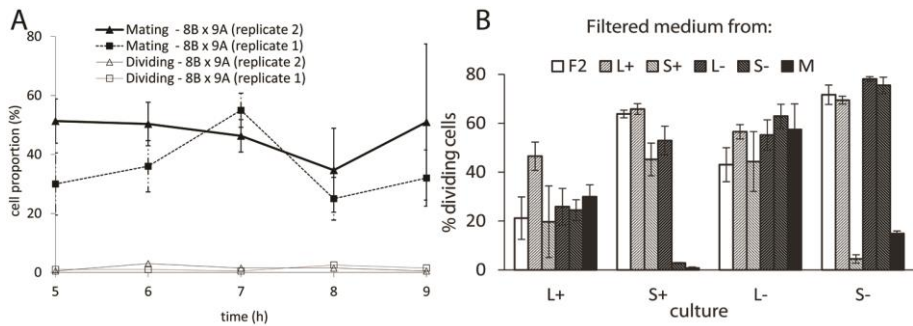 A
Mating - 8B x 9A (replicate 2)
Mating - 8B x 9A (replicate 1)
Dividing - 8B x 9A (replicate 2)
Dividing - 8B x 9A (replicate 1)
80
60
40
20
0
cell proportion (%)
5 6 7 8 9
time (h)
B
Filtered medium from:
F2 L+ S+ L- S- M
80
60
40
20
0
% dividing cells
L+ S+ L- S-
culture